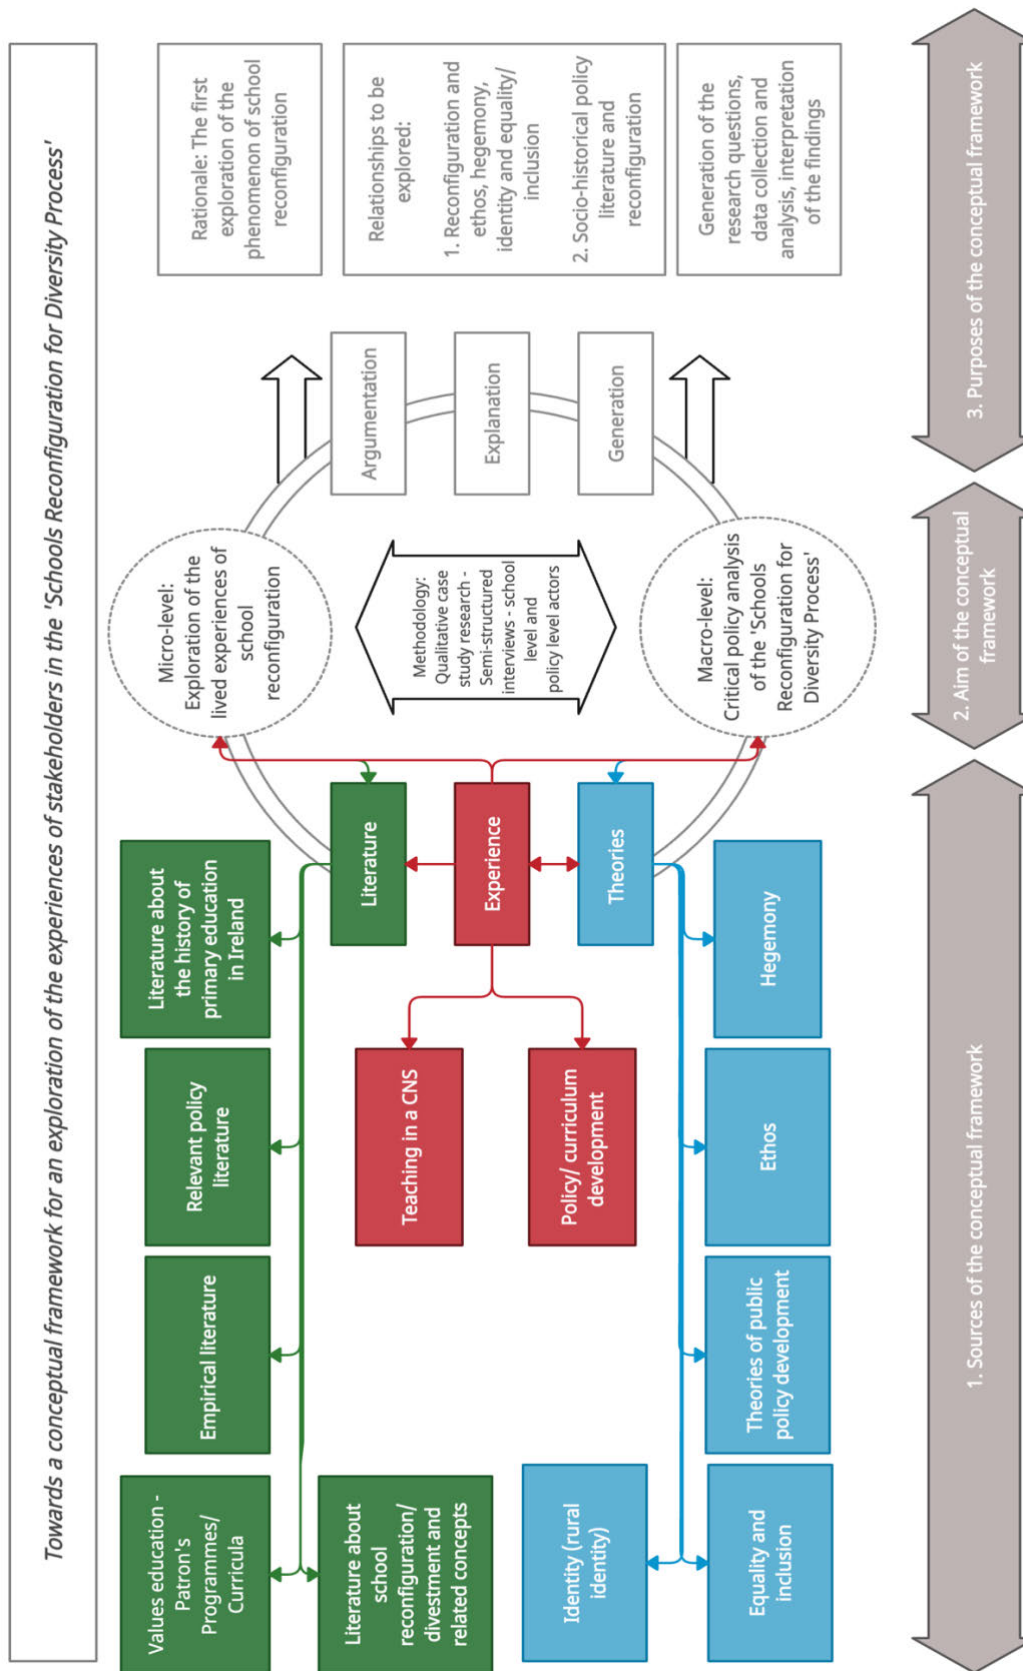 Towards a conceptual framework for an exploration of the experiences of stakeholders in the 'Schools Reconfiguration for Diversity Process'
Values education -
Patron's
Programmes/
Curricula
Empirical literature
Relevant policy
literature
Literature about
the history of
primary education
in Ireland
Literature about
school
reconfiguration/
divestment and
related concepts
Literature
Teaching in a CNS
Experience
Policy/ curriculum
development
Theories
Identity (rural
identity)
Equality and
inclusion
Theories of public
policy development
Ethos
Hegemony
Micro-level:
Exploration of the
lived experiences of
school
reconfiguration
Methodology:
Qualitative case
study research -
Semi-structured
interviews - school
level and
policy level actors
Macro-level:
Critical policy analysis
of the 'Schools
Reconfiguration for
Diversity Process'
Argumentation
Explanation
Generation
Rationale: The first
exploration of the
phenomenon of school
reconfiguration
Relationships to be
explored:
1. Reconfiguration and
ethos, hegemony,
identity and equality/
inclusion
2. Socio-historical policy
literature and
reconfiguration
Generation of the
research questions,
data collection and
analysis, interpretation
of the findings
1. Sources of the conceptual framework
2. Aim of the conceptual
framework
3. Purposes of the conceptual framework